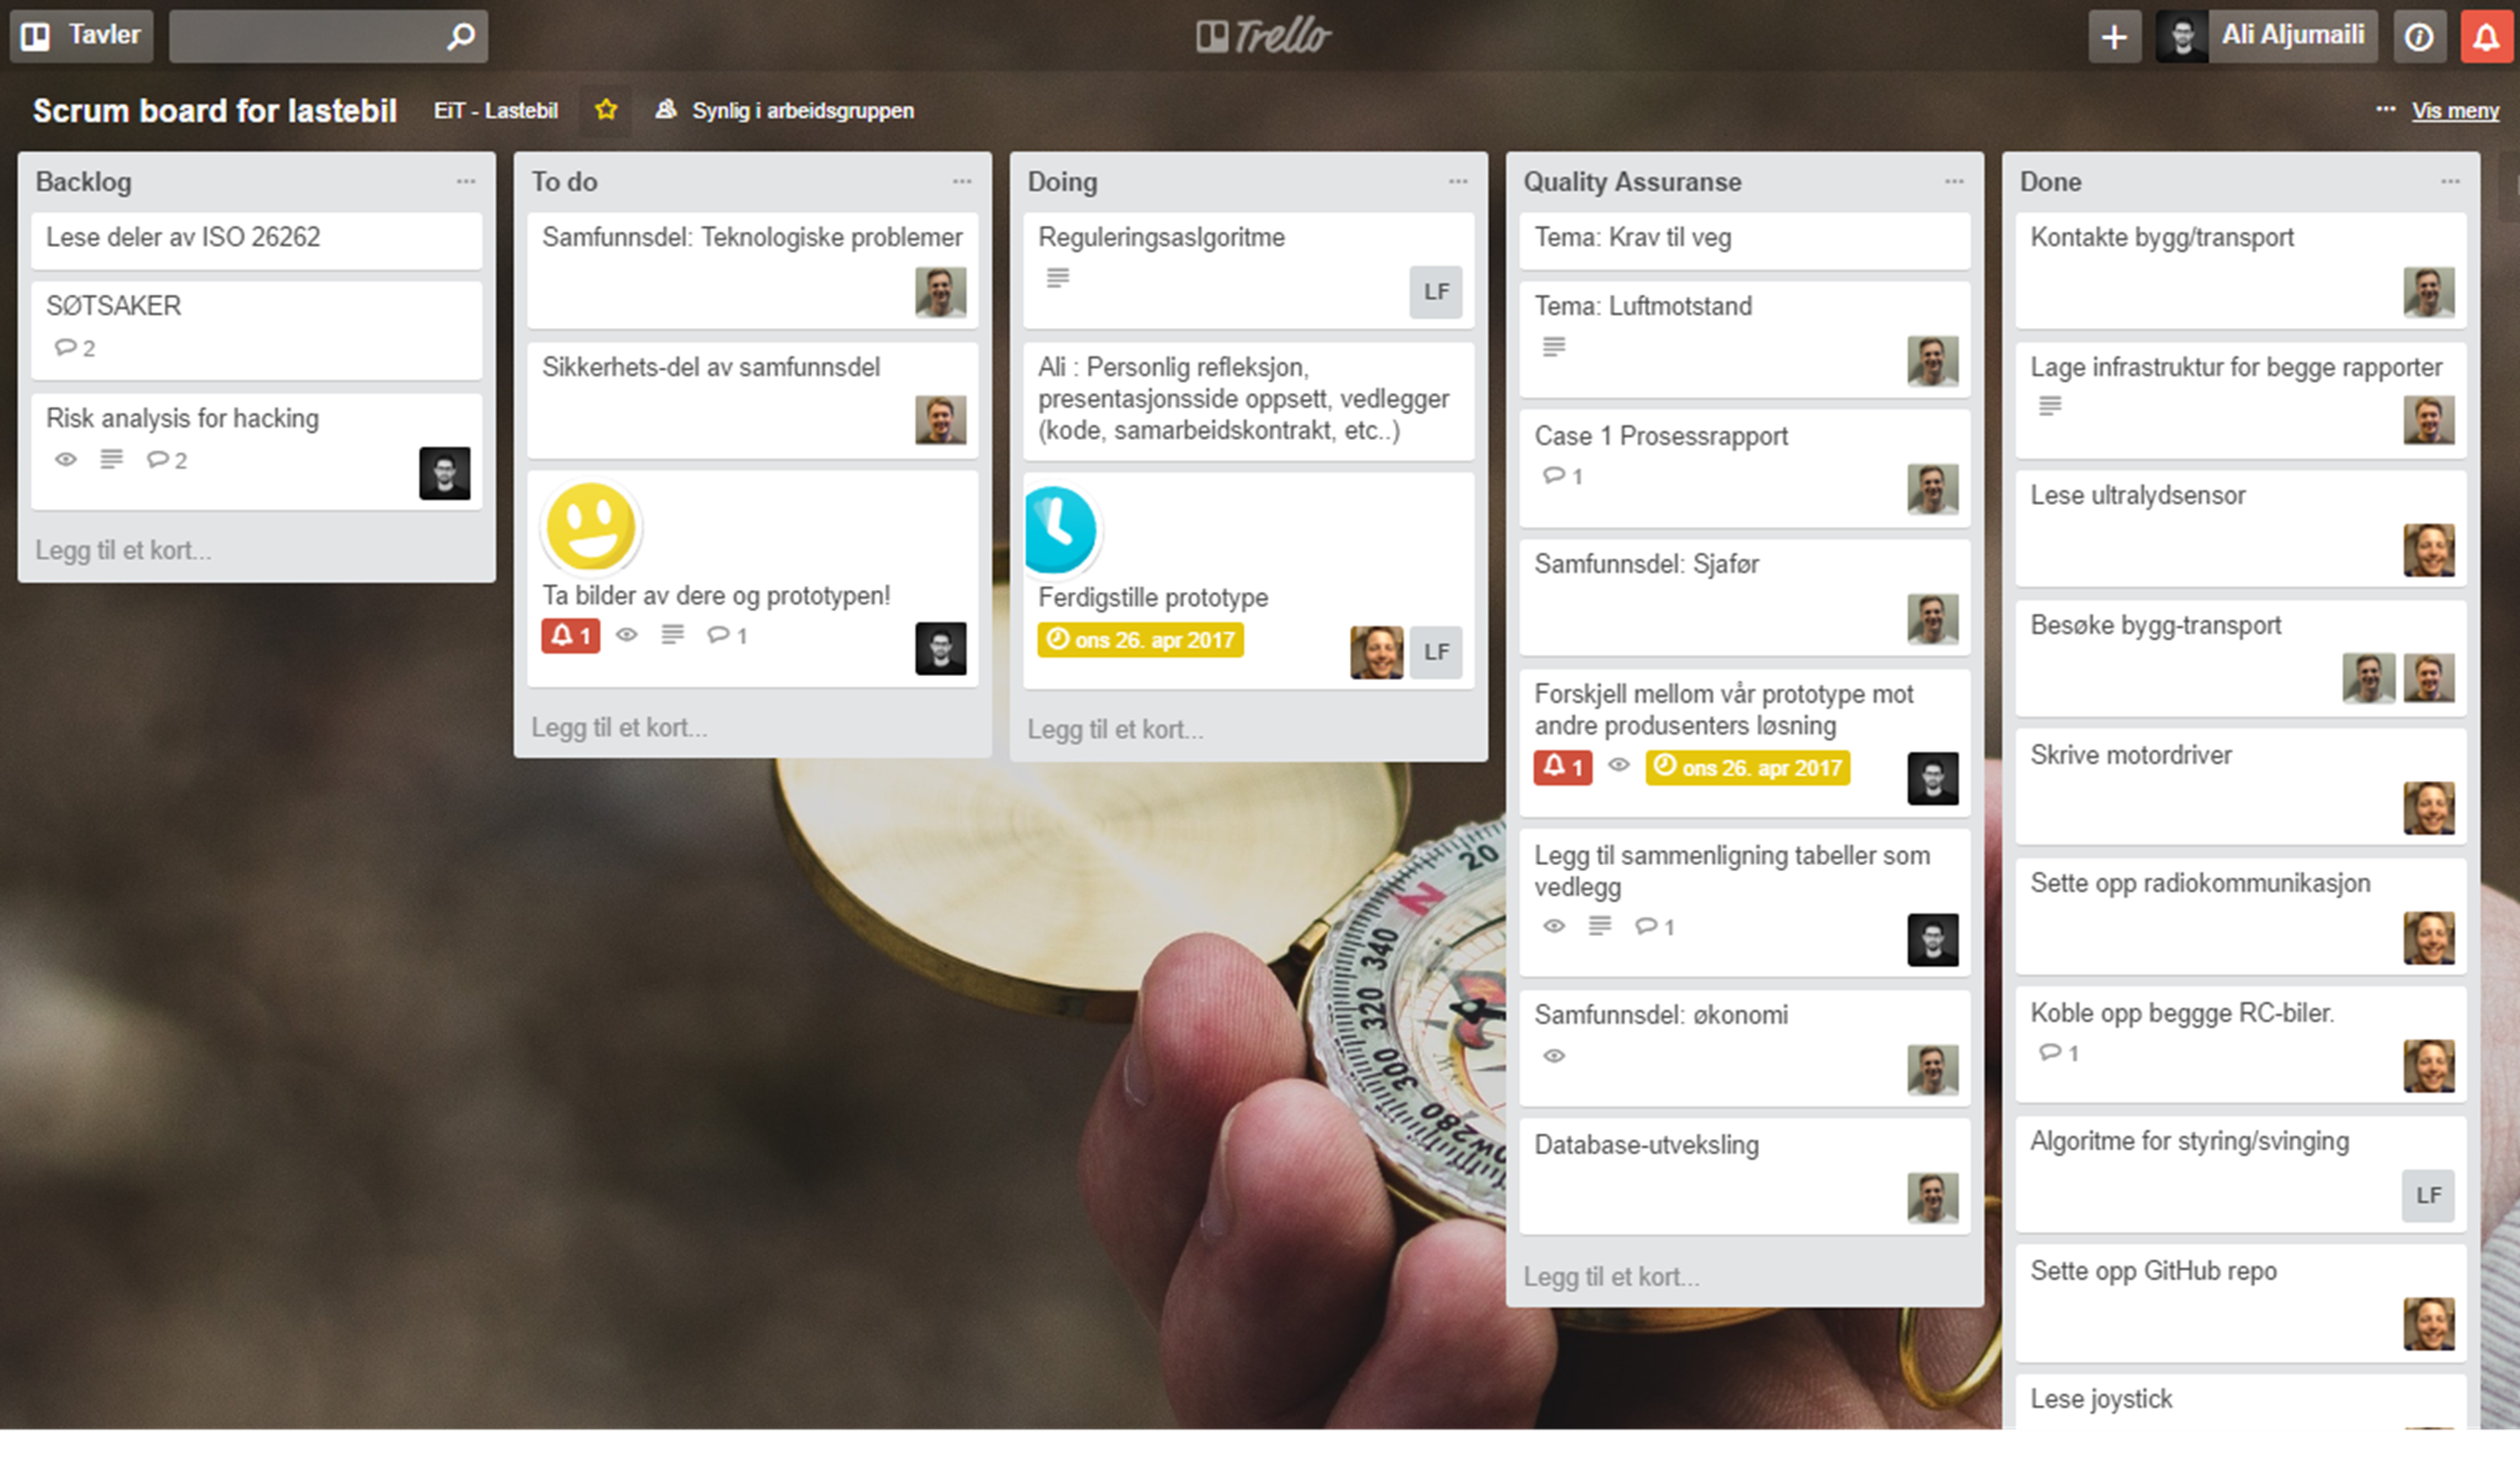 Tavler
Trello
Ali Aljumaili
Scrum board for lastebil
EiT - Lastebil
Synlig i arbeidsgruppen
··· Vis meny
Backlog
Lese deler av ISO 26262
SØTSAKER
2
Risk analysis for hacking
2
Legg til et kort...
To do
Samfunnsdel: Teknologiske problemer
Sikkerhets-del av samfunnsdel
Ta bilder av dere og prototypen!
1 1
Legg til et kort...
Doing
Reguleringsaslgoritme
LF
Ali : Personlig refleksjon,
presentasjonsside oppsett, vedlegger
(kode, samarbeidskontrakt, etc..)
Ferdigstille prototype
ons 26. apr 2017
LF
Legg til et kort...
Quality Assuranse
Tema: Krav til veg
Tema: Luftmotstand
Case 1 Prosessrapport
1
Samfunnsdel: Sjafør
Forskjell mellom vår prototype mot
andre produsenters løsning
1 ons 26. apr 2017
Legg til sammenligning tabeller som
vedlegg
1
Samfunnsdel: økonomi
Database-utveksling
Legg til et kort...
Done
Kontakte bygg/transport
Lage infrastruktur for begge rapporter
Lese ultralydsensor
Besøke bygg-transport
Skrive motordriver
Sette opp radiokommunikasjon
Koble opp beggge RC-biler.
1
Algoritme for styring/svinging
LF
Sette opp GitHub repo
Lese joystick
20
N
340
320
300
W280